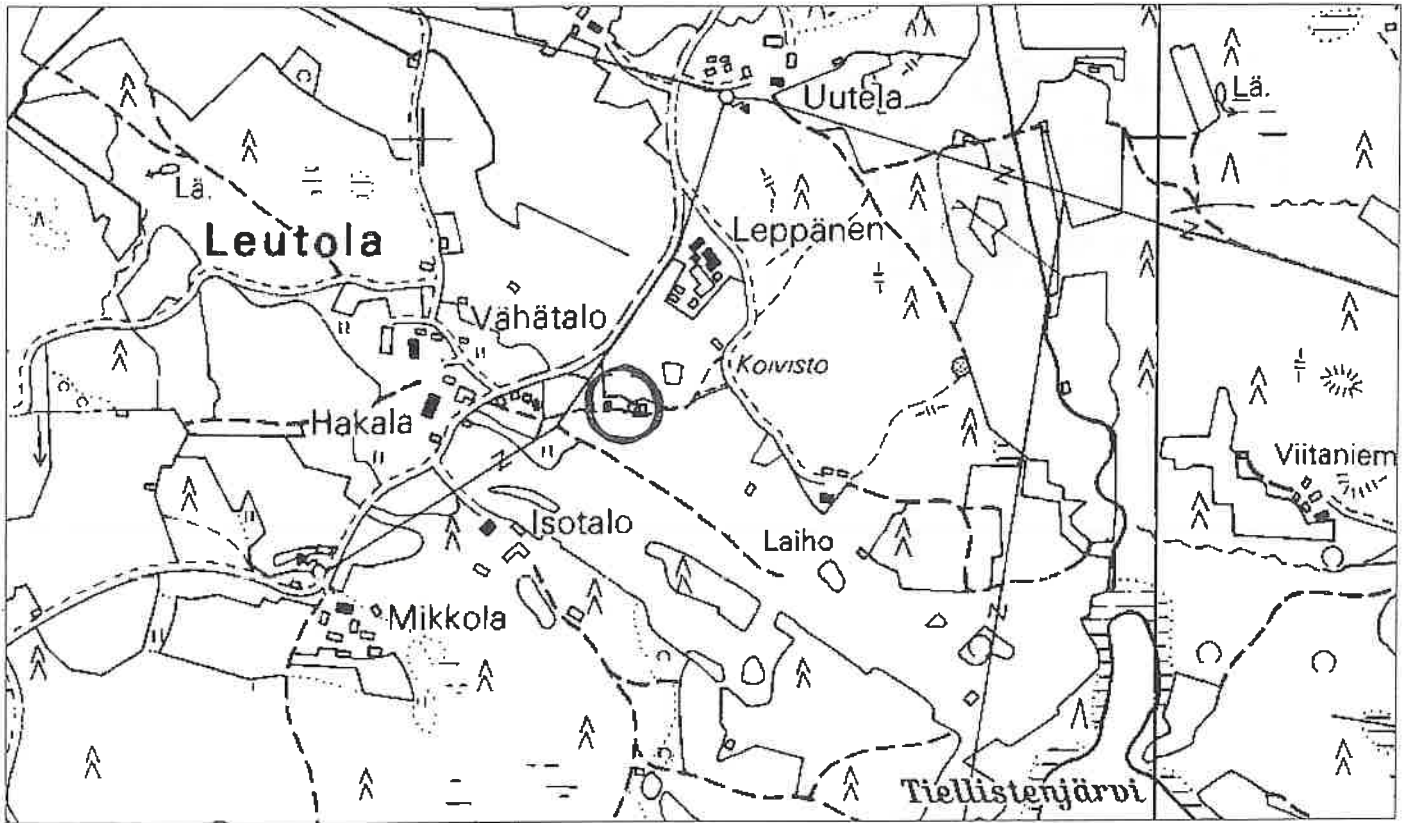 Uutela
Lä.
Lä.
Leutola
Leppänen
Vähätalo
Koivisto
Hakala
Viitaniem
Isotalo
Laiho
Mikkola
Tiellistenjärvi